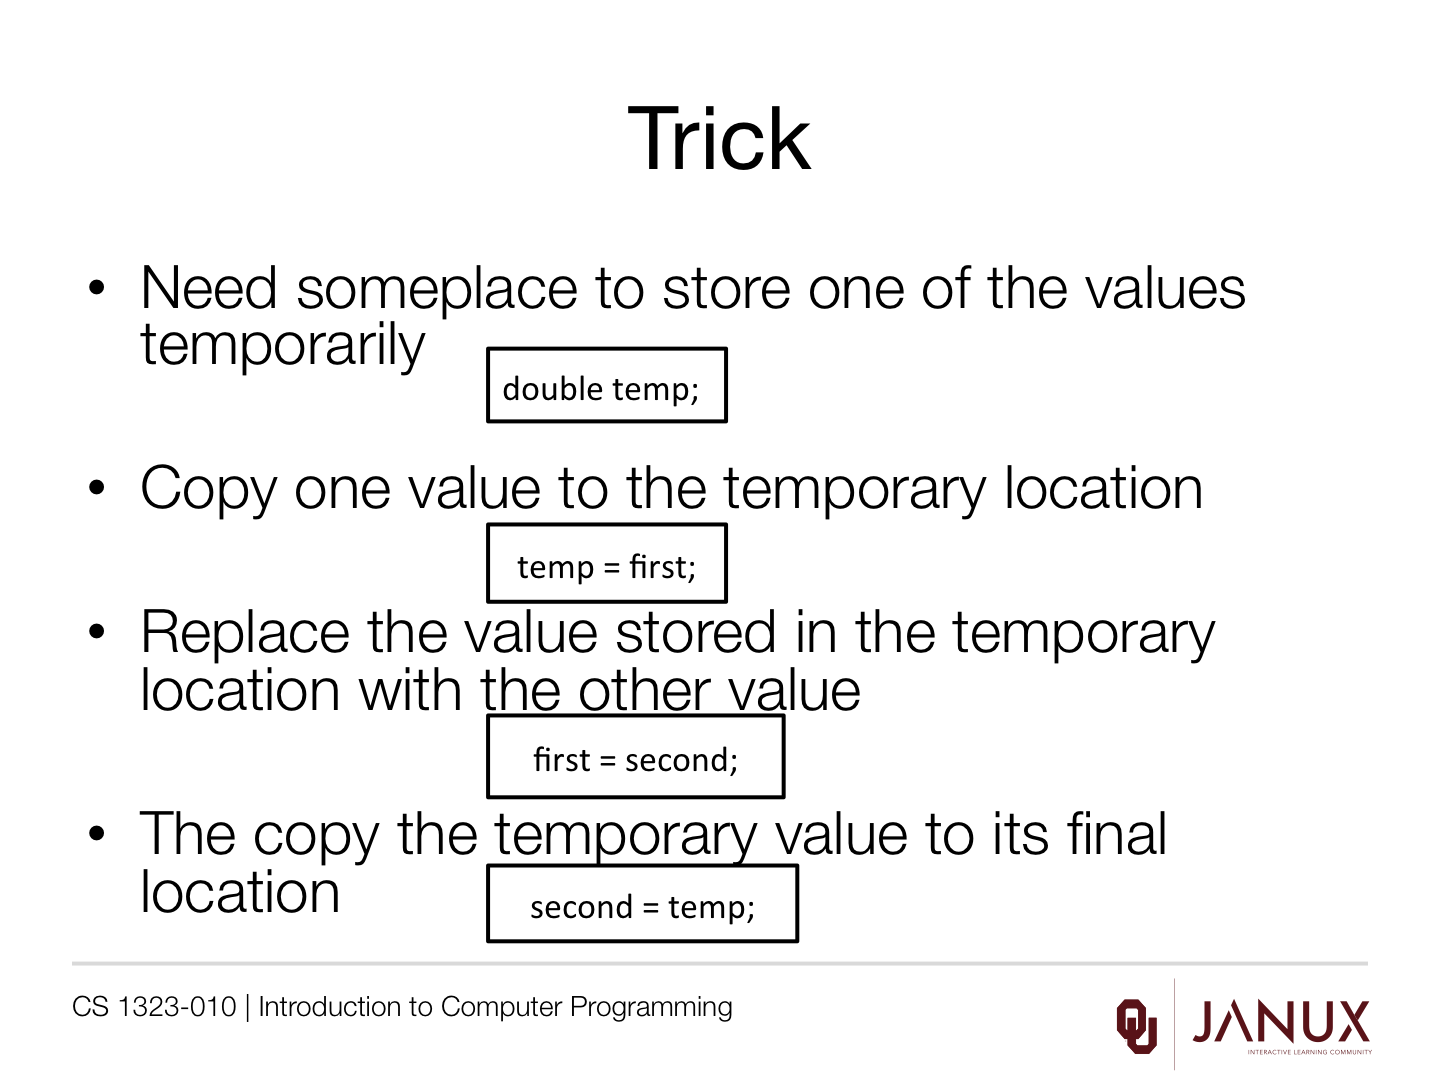 Trick
• Need someplace to store one of the values
temporarily
double temp;
• Copy one value to the temporary location
temp = first;
• Replace the value stored in the temporary
location with the other value
first = second;
• The copy the temporary value to its final
location
second = temp;
CS 1323-010 | Introduction to Computer Programming
OU
JANUX
INTERACTIVE LEARNING COMMUNITY